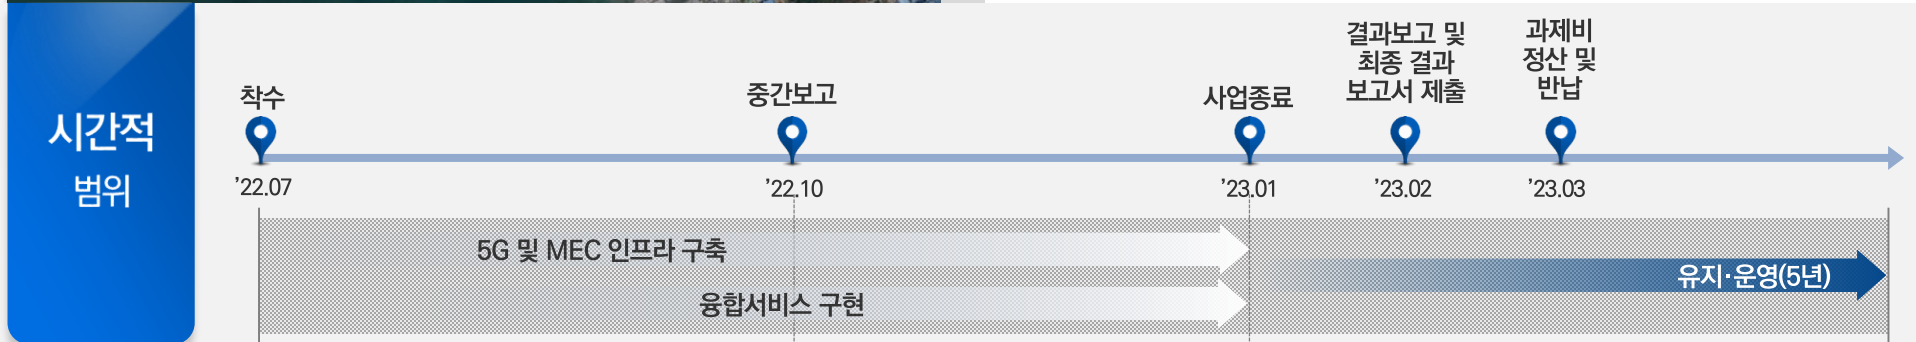 시간적
범위
착수
중간보고
사업종료
결과보고 및
최종 결과
보고서 제출
과제비
정산 및
반납
’22.07
’22.10
’23.01
’23.02
’23.03
5G 및 MEC 인프라 구축
융합서비스 구현
유지·운영(5년)